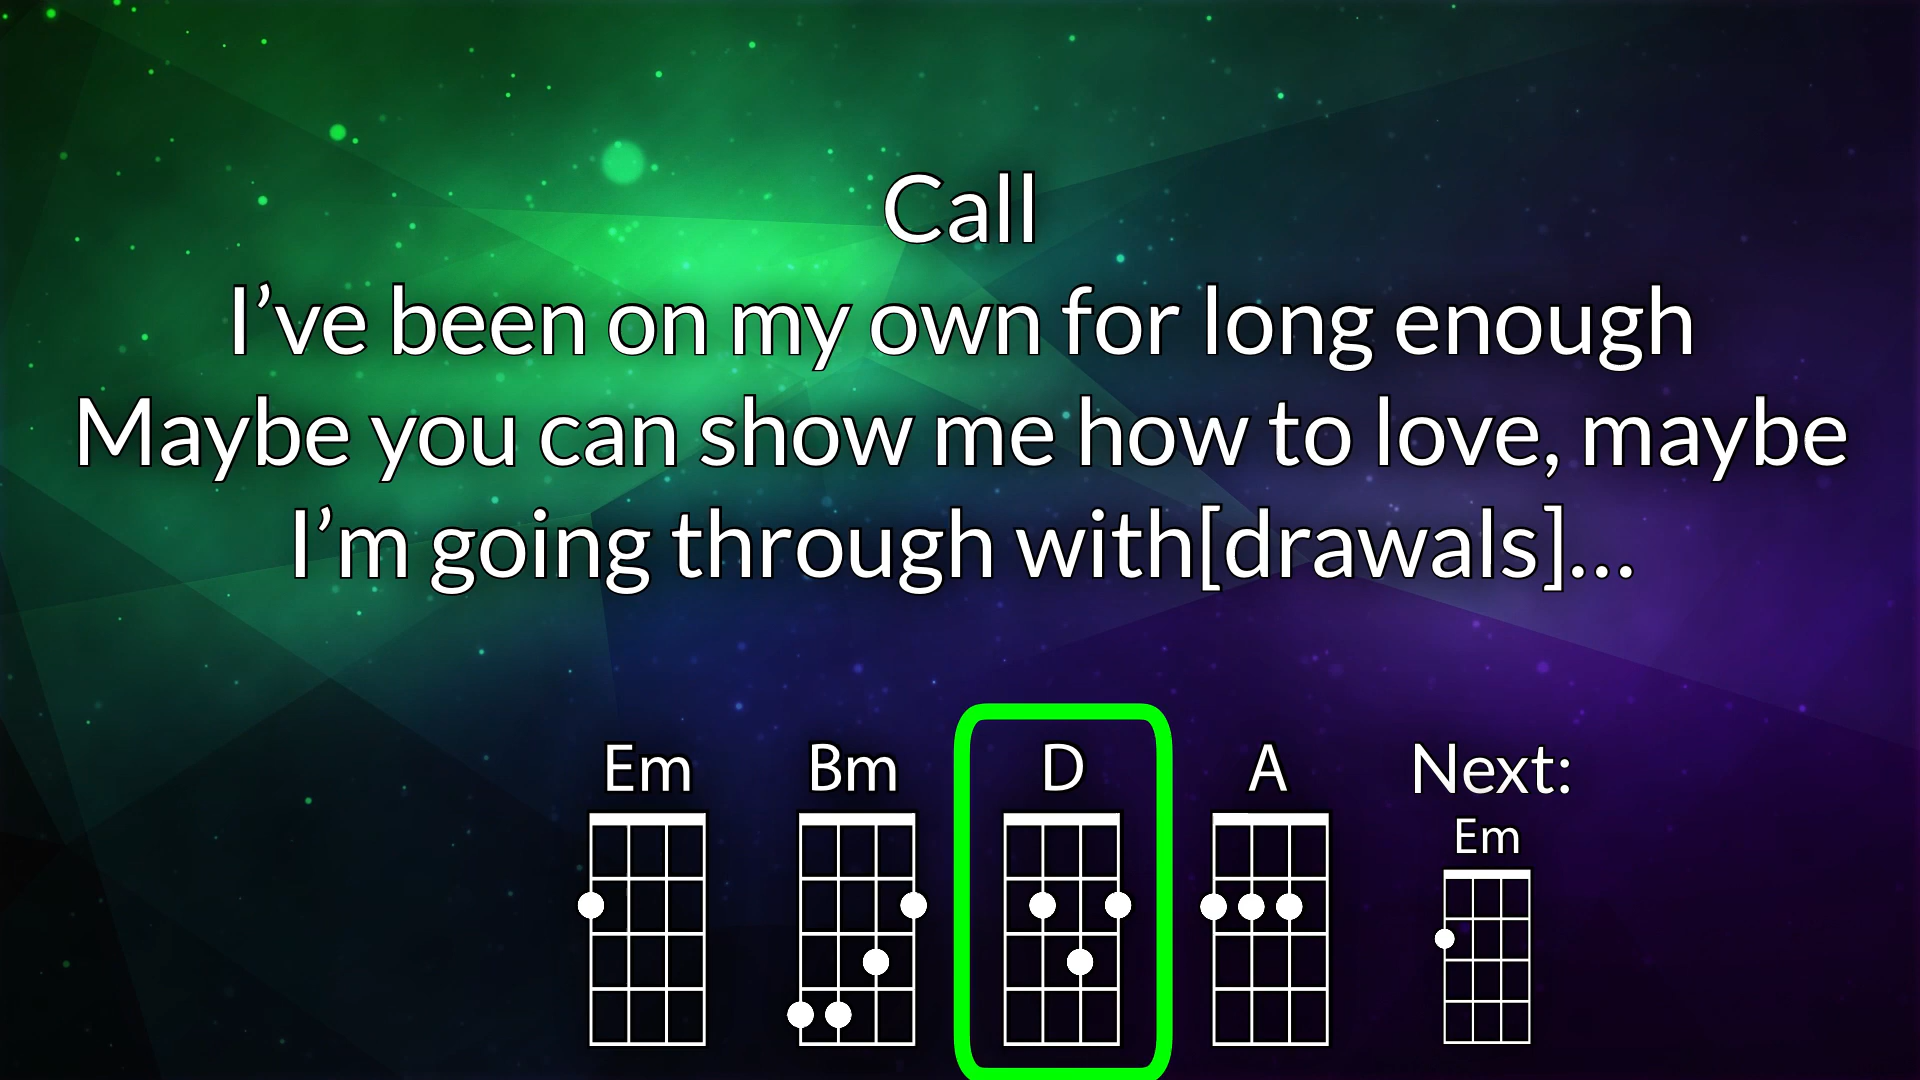 Call
I’ve been on my own for long enough
Maybe you can show me how to love, maybe
I’m going through with[drawals]...
Em Bm D A Next:
Em